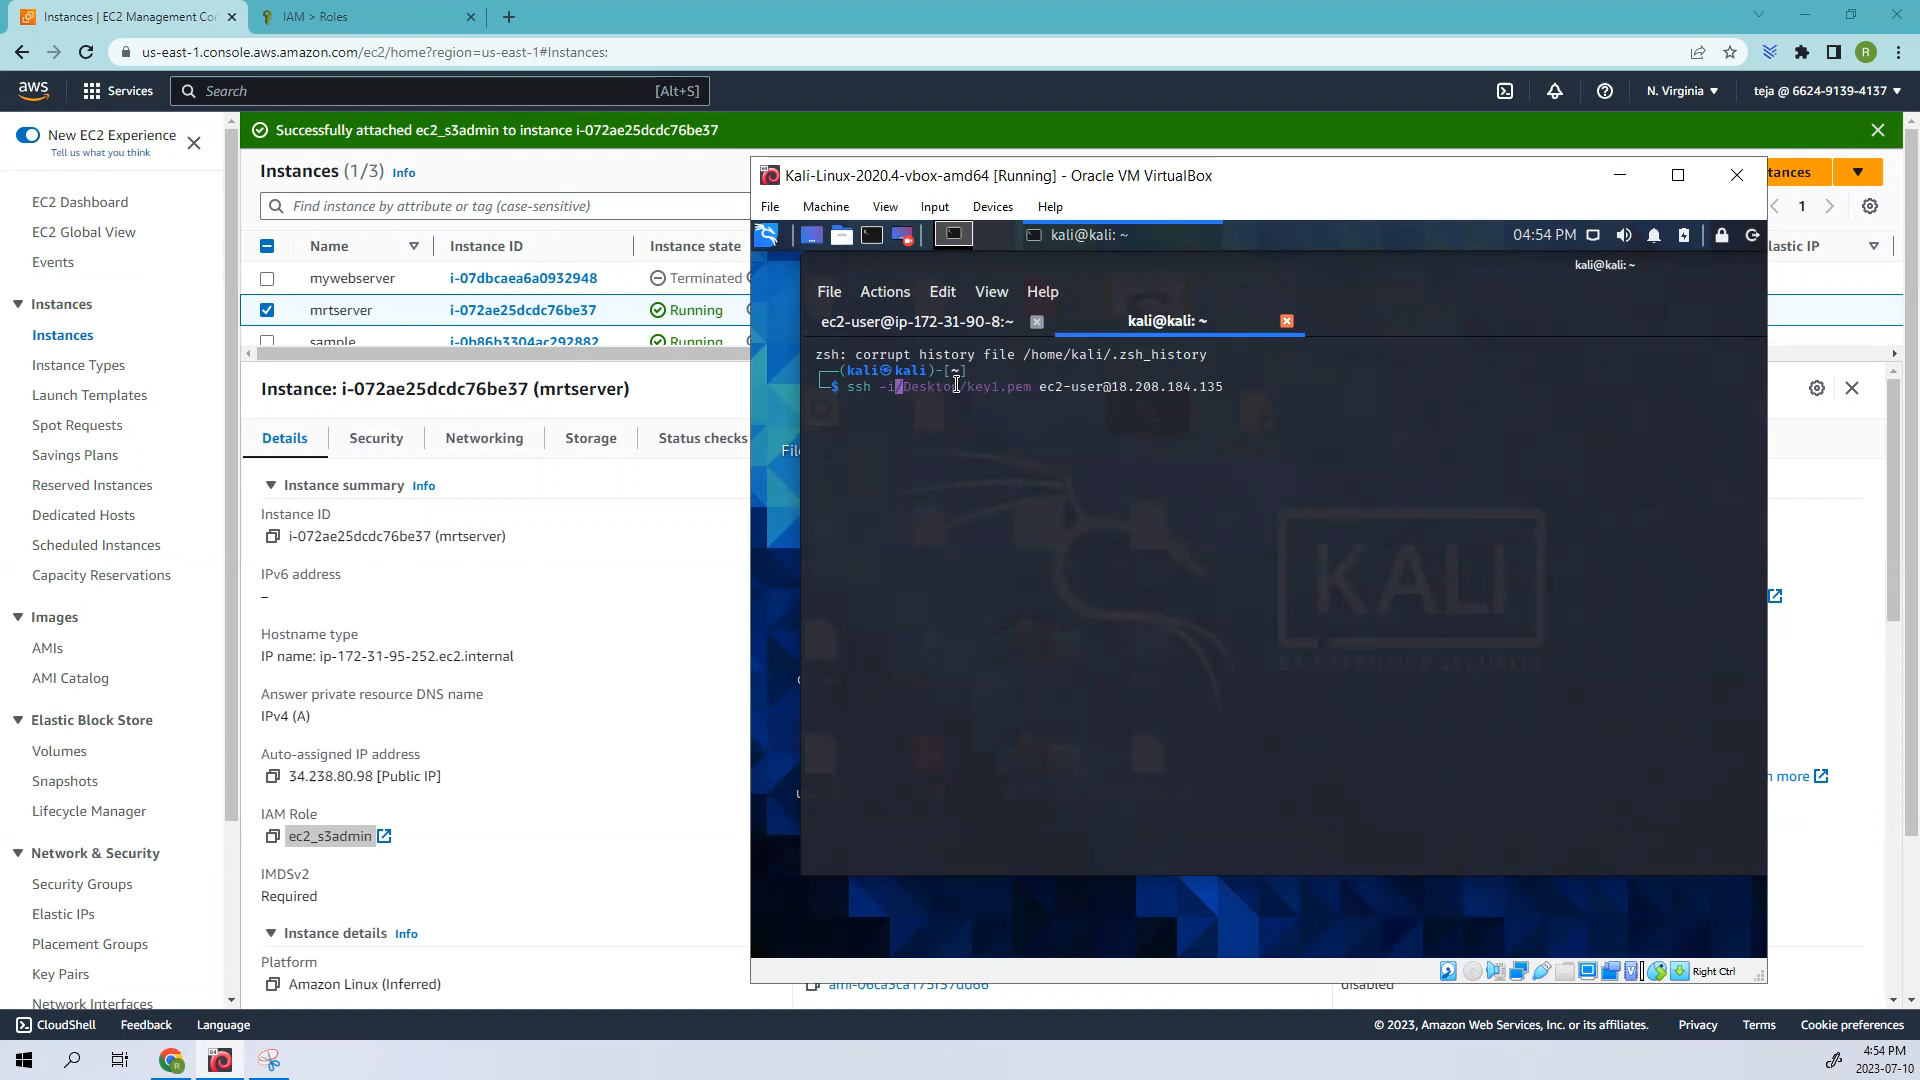 Instances | EC2 Management Con
IAM > Roles
us-east-1.console.aws.amazon.com/ec2/home?region=us-east-1#Instances:
R
aws
Services
Search
[Alt+S]
N. Virginia
teja @ 6624-9139-4137
New EC2 Experience
Tell us what you think
EC2 Dashboard
EC2 Global View
Events
Instances
Instances
Instance Types
Launch Templates
Spot Requests
Savings Plans
Reserved Instances
Dedicated Hosts
Scheduled Instances
Capacity Reservations
Images
AMIs
AMI Catalog
Elastic Block Store
Volumes
Snapshots
Lifecycle Manager
Network & Security
Security Groups
Elastic IPs
Placement Groups
Key Pairs
Network Interfaces
Successfully attached ec2_s3admin to instance i-072ae25dcdc76be37
Instances (1/3) Info
tances
Find instance by attribute or tag (case-sensitive)
1
Name
Instance ID
Instance state
lastic IP
mywebserver
i-07dbcaea6a0932948
Terminated
mrtserver
i-072ae25dcdc76be37
Running
sample
i-0b86b3304ac292882
Running
Instance: i-072ae25dcdc76be37 (mrtserver)
Details
Security
Networking
Storage
Status checks
Instance summary Info
Instance ID
i-072ae25dcdc76be37 (mrtserver)
IPv6 address
–
Hostname type
IP name: ip-172-31-95-252.ec2.internal
Answer private resource DNS name
IPv4 (A)
Auto-assigned IP address
34.238.80.98 [Public IP]
n more
IAM Role
ec2_s3admin
IMDSv2
Required
Instance details Info
Platform
Amazon Linux (Inferred)
ami-06ca3ca175f37dd66
disabled
Kali-Linux-2020.4-vbox-amd64 [Running] - Oracle VM VirtualBox
File
Machine
View
Input
Devices
Help
kali@kali: ~
04:54 PM
kali@kali: ~
File
Actions
Edit
View
Help
ec2-user@ip-172-31-90-8:~
kali@kali: ~
zsh: corrupt history file /home/kali/.zsh_history
(kali㉿kali)-[~]
$ ssh -i/Desktop/key1.pem ec2-user@18.208.184.135
File
KALI
BY OFFENSIVE SECURITY
Right Ctrl
CloudShell
Feedback
Language
© 2023, Amazon Web Services, Inc. or its affiliates.
Privacy
Terms
Cookie preferences
4:54 PM
2023-07-10